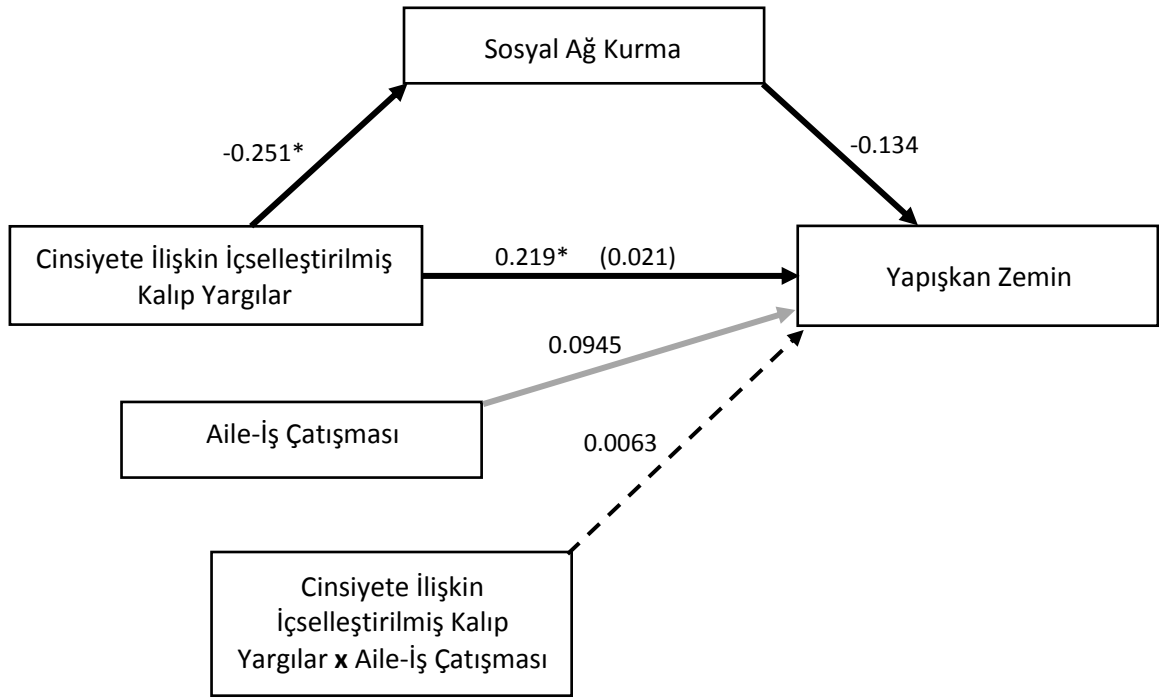 Sosyal Ağ Kurma
-0.251*
-0.134
Cinsiyete İlişkin İçselleştirilmiş
Kalıp Yargılar
0.219* (0.021)
Yapışkan Zemin
0.0945
Aile-İş Çatışması
0.0063
Cinsiyete İlişkin
İçselleştirilmiş Kalıp
Yargılar x Aile-İş Çatışması